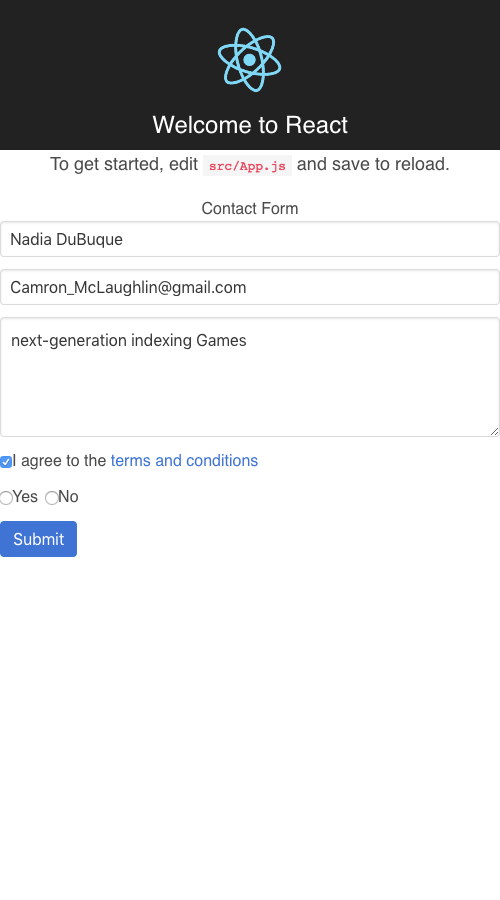 Welcome to React
To get started, edit src/App.js and save to reload.
Contact Form
Nadia DuBuque
Camron_McLaughlin@gmail.com
next-generation indexing Games
I agree to the terms and conditions
Yes No
Submit